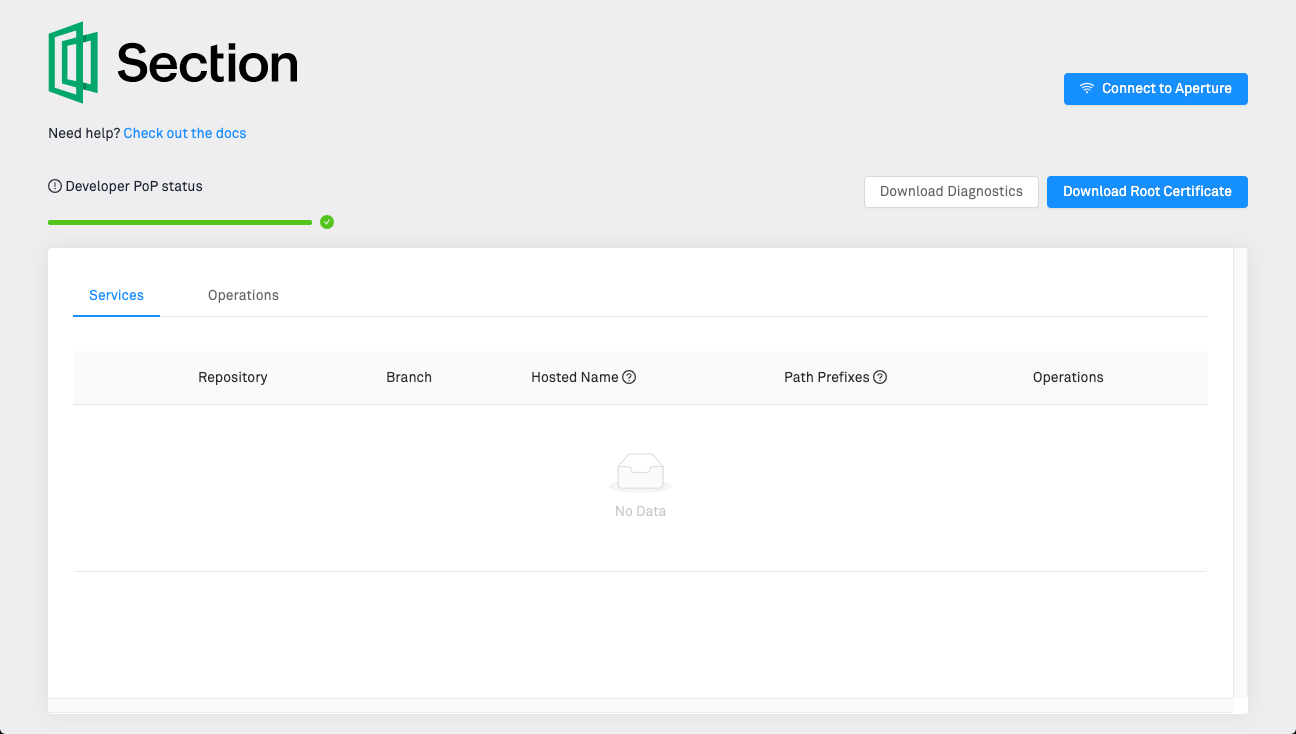 Section
Connect to Aperture
Need help? Check out the docs
Developer PoP status
Download Diagnostics
Download Root Certificate
Services
Operations
Repository
Branch
Hosted Name
Path Prefixes
Operations
No Data